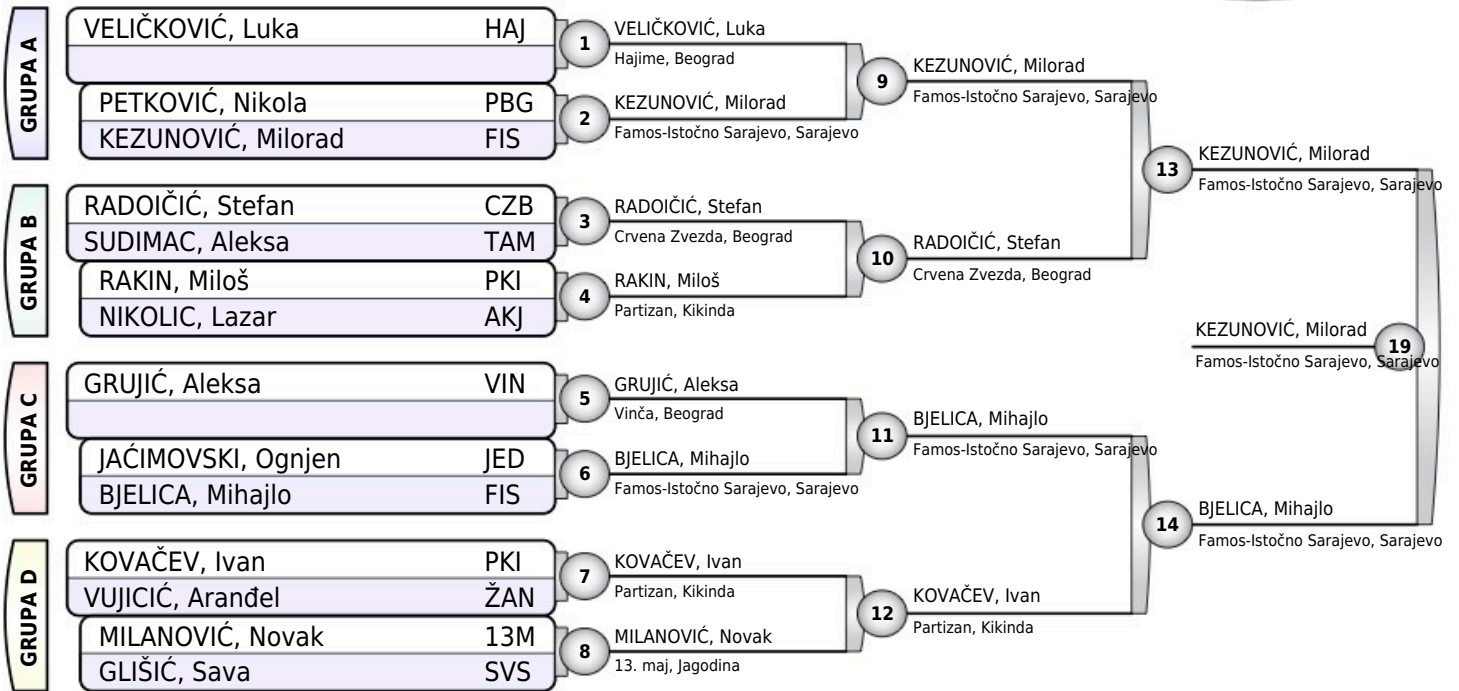 GRUPA A
VELIČKOVIĆ, Luka HAJ
PETKOVIĆ, Nikola PBG
KEZUNOVIĆ, Milorad FIS
GRUPA B
RADOIČIĆ, Stefan CZB
SUDIMAC, Aleksa TAM
RAKIN, Miloš PKI
NIKOLIC, Lazar AKJ
GRUPA C
GRUJIĆ, Aleksa VIN
JAĆIMOVSKI, Ognjen JED
BJELICA, Mihajlo FIS
GRUPA D
KOVAČEV, Ivan PKI
VUJICIĆ, Aranđel ŽAN
MILANOVIĆ, Novak 13M
GLIŠIĆ, Sava SVS
1
VELIČKOVIĆ, Luka
Hajime, Beograd
2
KEZUNOVIĆ, Milorad
Famos-Istočno Sarajevo, Sarajevo
3
RADOIČIĆ, Stefan
Crvena Zvezda, Beograd
4
RAKIN, Miloš
Partizan, Kikinda
5
GRUJIĆ, Aleksa
Vinča, Beograd
6
BJELICA, Mihajlo
Famos-Istočno Sarajevo, Sarajevo
7
KOVAČEV, Ivan
Partizan, Kikinda
8
MILANOVIĆ, Novak
13. maj, Jagodina
9
KEZUNOVIĆ, Milorad
Famos-Istočno Sarajevo, Sarajevo
10
RADOIČIĆ, Stefan
Crvena Zvezda, Beograd
11
BJELICA, Mihajlo
Famos-Istočno Sarajevo, Sarajevo
12
KOVAČEV, Ivan
Partizan, Kikinda
13
KEZUNOVIĆ, Milorad
Famos-Istočno Sarajevo, Sarajevo
14
BJELICA, Mihajlo
Famos-Istočno Sarajevo, Sarajevo
KEZUNOVIĆ, Milorad
19
Famos-Istočno Sarajevo, Sarajevo